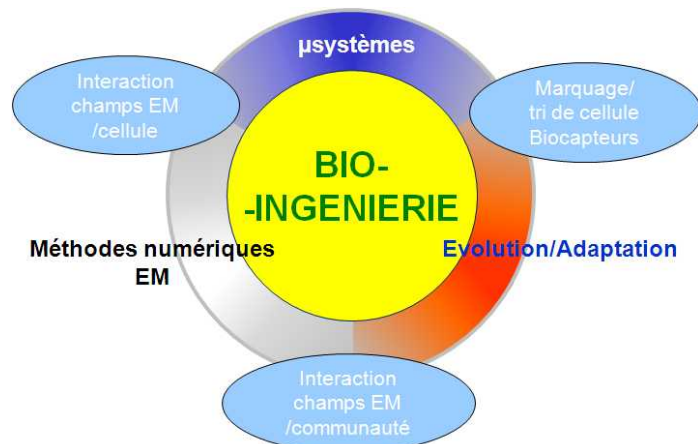 µsystèmes
Interaction
champs EM
/cellule
Marquage/
tri de cellule
Biocapteurs
BIO-
-INGENIERIE
Méthodes numériques
EM
Evolution/Adaptation
Interaction
champs EM
/communauté